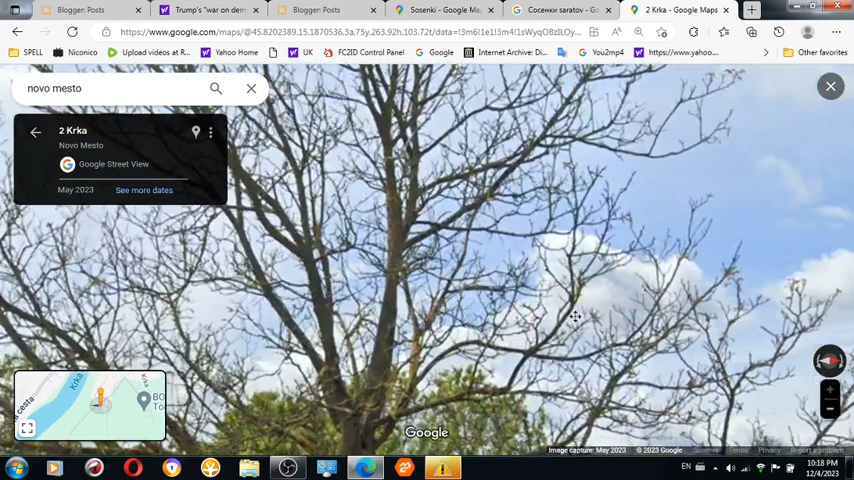 Blogger: Posts
Trump's "war on dem
Blogger: Posts
Sosenki - Google Ma
Сосенки saratov - Go
2 Krka - Google Maps
https://www.google.com/maps/@45.8202389,15.1870536,3a,75y,263.92h,103.72t/data=!3m6!1e1!3m4!1sWyqOBzILOy...
SPELL
Niconico
Upload videos at R...
Yahoo Home
UK
FC2ID Control Panel
Google
Internet Archive: Di...
You2mp4
https://www.yahoo....
Other favorites
novo mesto
2 Krka
Novo Mesto
Google Street View
May 2023
See more dates
Krka
Krka
a cesta
BO
To
Google
Image capture: May 2023
© 2023 Google
Slovenia
Terms
Privacy
Report a problem
EN
10:18 PM
12/4/2023